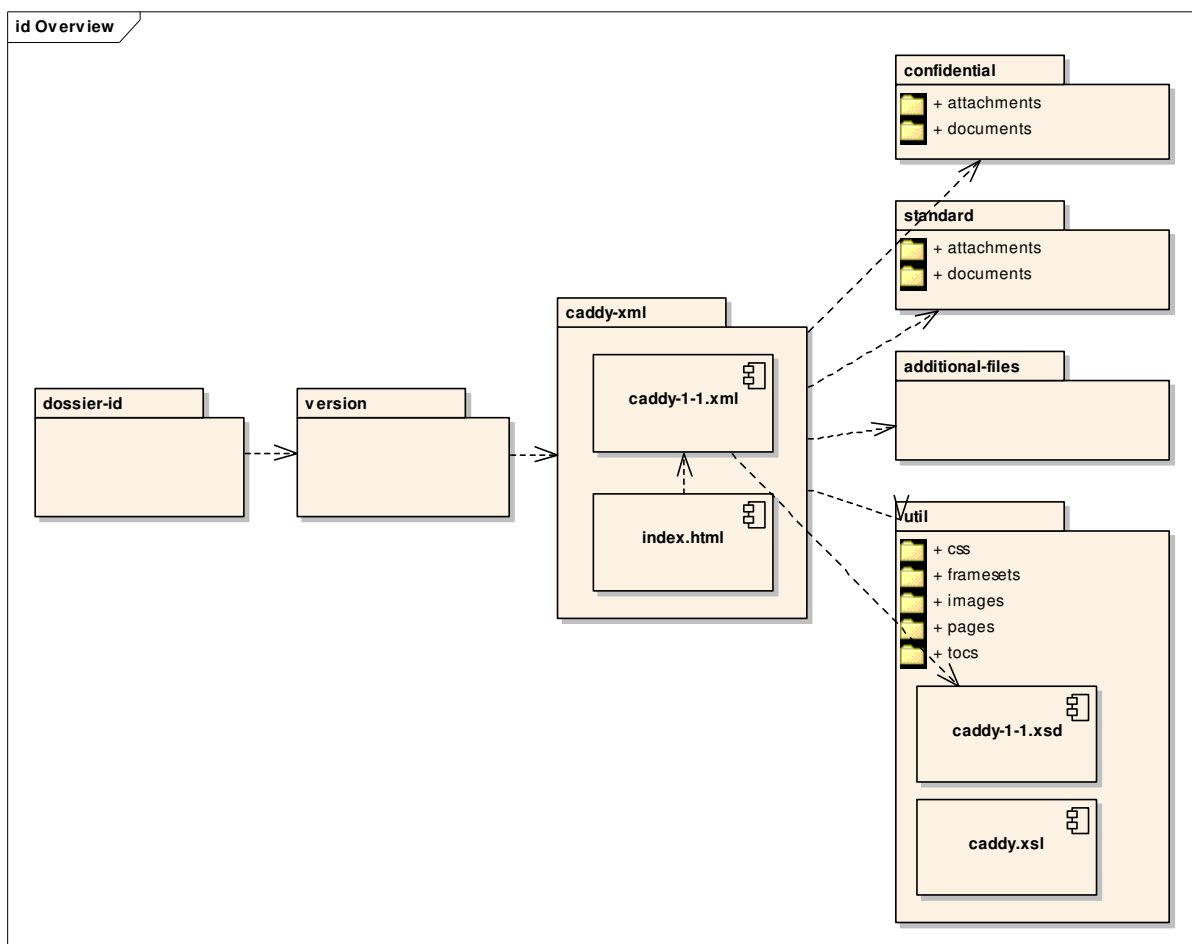 id Overview
confidential
+ attachments
+ documents
standard
+ attachments
+ documents
caddy-xml
caddy-1-1.xml
index.html
additional-files
dossier-id
version
util
+ css
+ framesets
+ images
+ pages
+ tocs
caddy-1-1.xsd
caddy.xsl